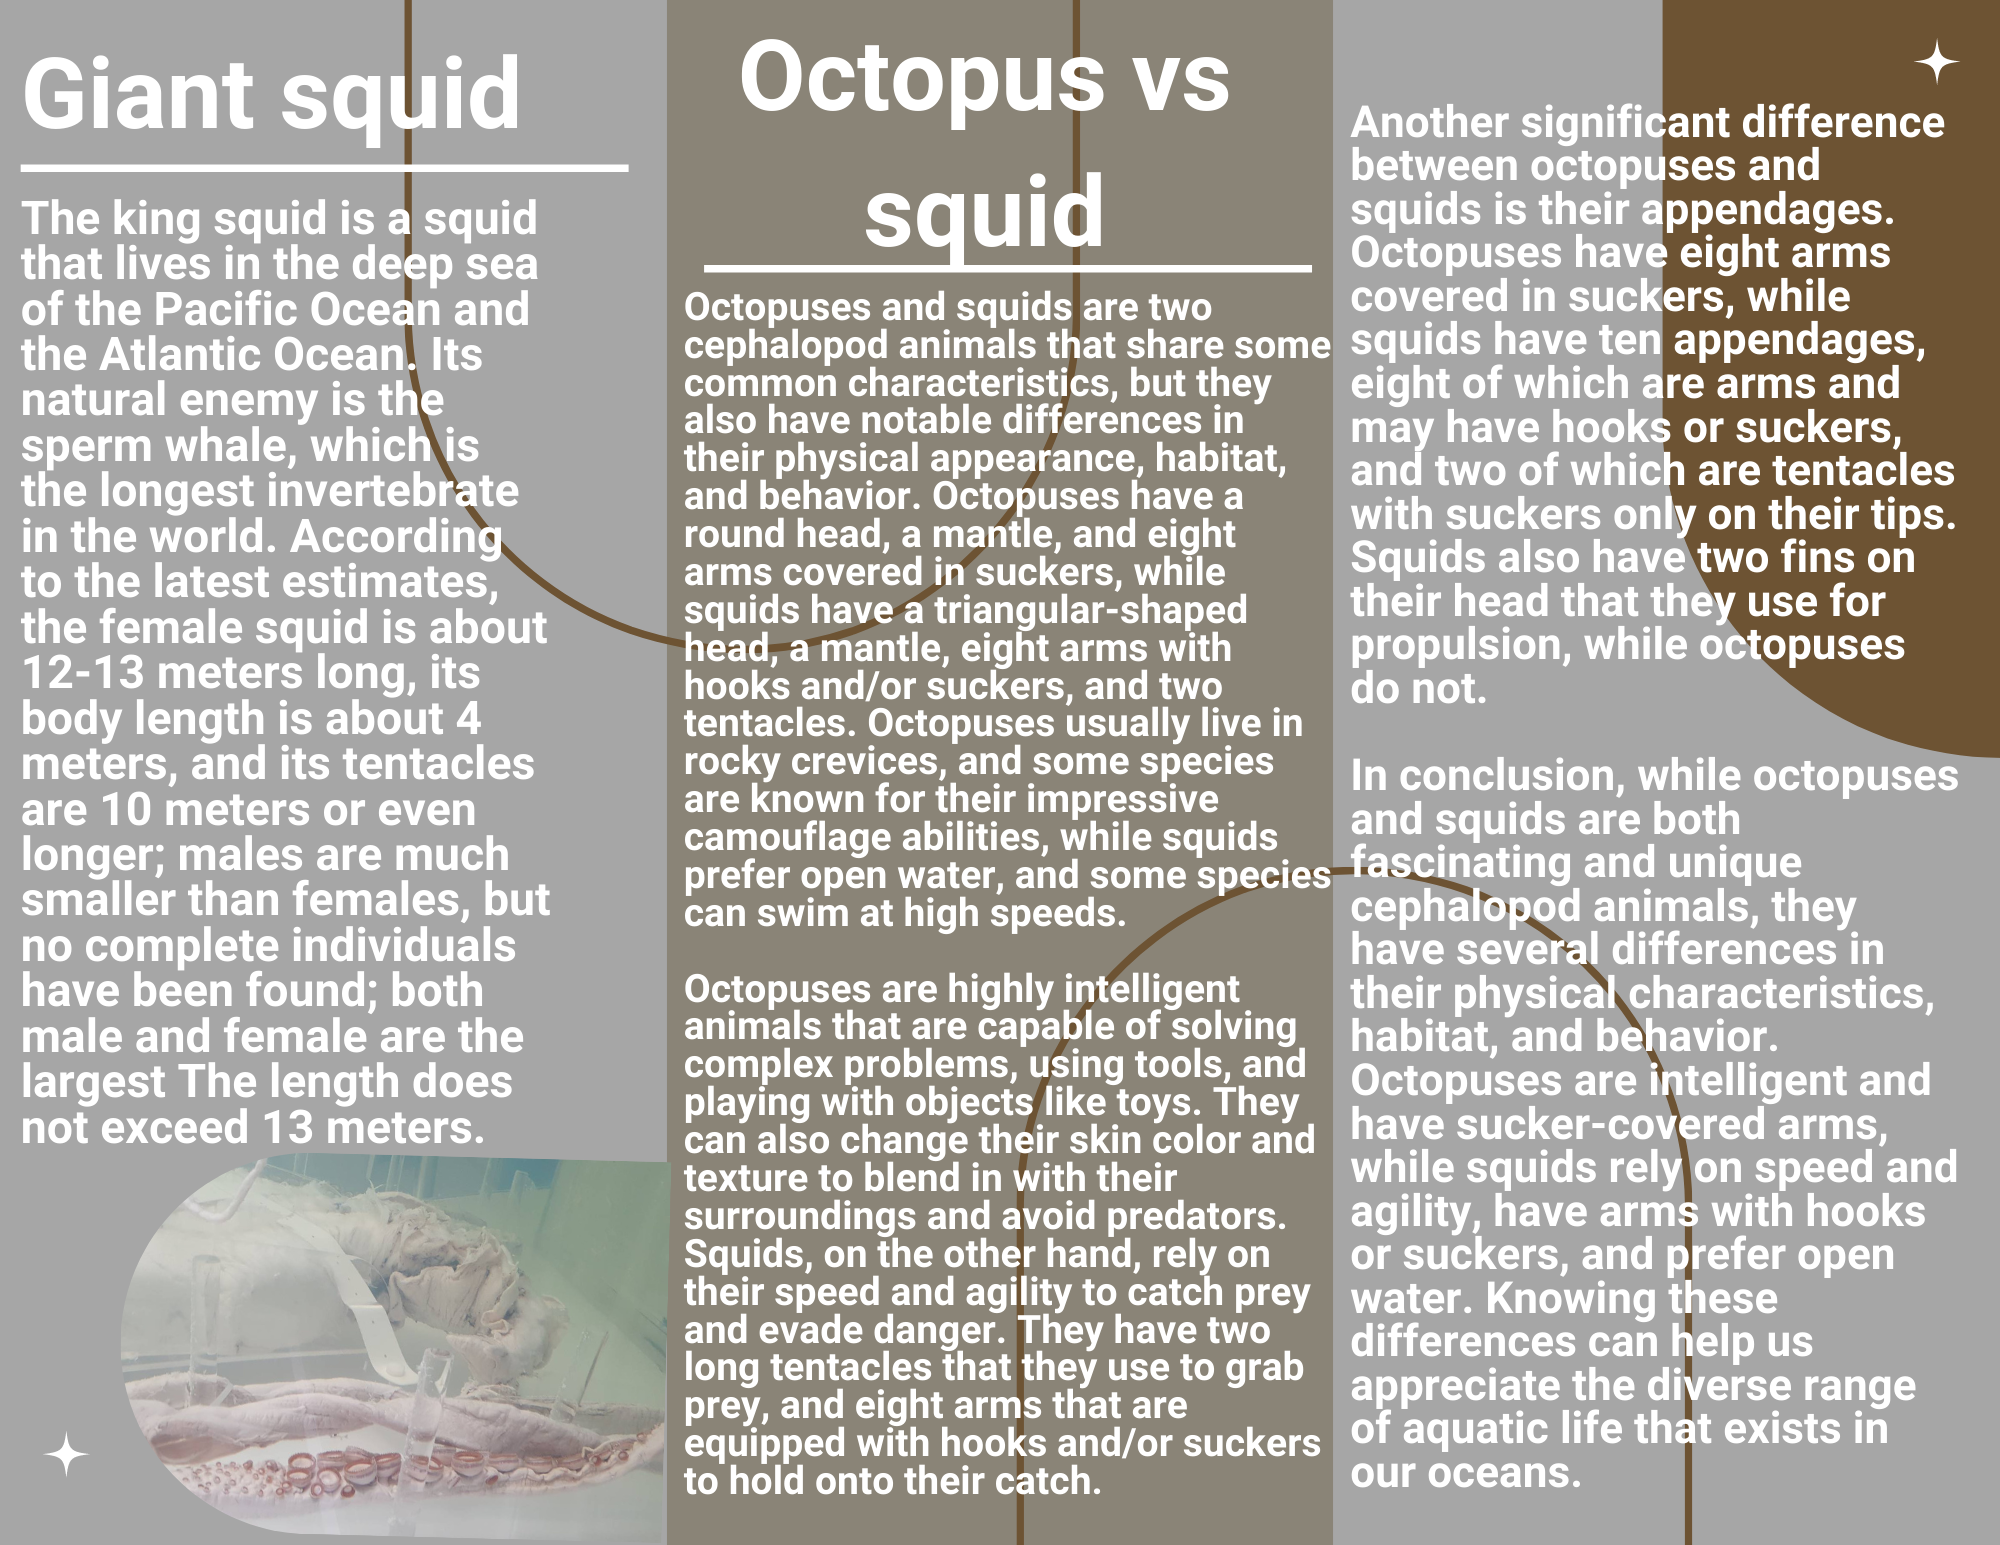 Giant squid
The king squid is a squid
that lives in the deep sea
of the Pacific Ocean and
the Atlantic Ocean. Its
natural enemy is the
sperm whale, which is
the longest invertebrate
in the world. According
to the latest estimates,
the female squid is about
12-13 meters long, its
body length is about 4
meters, and its tentacles
are 10 meters or even
longer; males are much
smaller than females, but
no complete individuals
have been found; both
male and female are the
largest The length does
not exceed 13 meters.
Octopus vs
squid
Octopuses and squids are two
cephalopod animals that share some
common characteristics, but they
also have notable differences in
their physical appearance, habitat,
and behavior. Octopuses have a
round head, a mantle, and eight
arms covered in suckers, while
squids have a triangular-shaped
head, a mantle, eight arms with
hooks and/or suckers, and two
tentacles. Octopuses usually live in
rocky crevices, and some species
are known for their impressive
camouflage abilities, while squids
prefer open water, and some species
can swim at high speeds.
Octopuses are highly intelligent
animals that are capable of solving
complex problems, using tools, and
playing with objects like toys. They
can also change their skin color and
texture to blend in with their
surroundings and avoid predators.
Squids, on the other hand, rely on
their speed and agility to catch prey
and evade danger. They have two
long tentacles that they use to grab
prey, and eight arms that are
equipped with hooks and/or suckers
to hold onto their catch.
Another significant difference
between octopuses and
squids is their appendages.
Octopuses have eight arms
covered in suckers, while
squids have ten appendages,
eight of which are arms and
may have hooks or suckers,
and two of which are tentacles
with suckers only on their tips.
Squids also have two fins on
their head that they use for
propulsion, while octopuses
do not.
In conclusion, while octopuses
and squids are both
fascinating and unique
cephalopod animals, they
have several differences in
their physical characteristics,
habitat, and behavior.
Octopuses are intelligent and
have sucker-covered arms,
while squids rely on speed and
agility, have arms with hooks
or suckers, and prefer open
water. Knowing these
differences can help us
appreciate the diverse range
of aquatic life that exists in
our oceans.